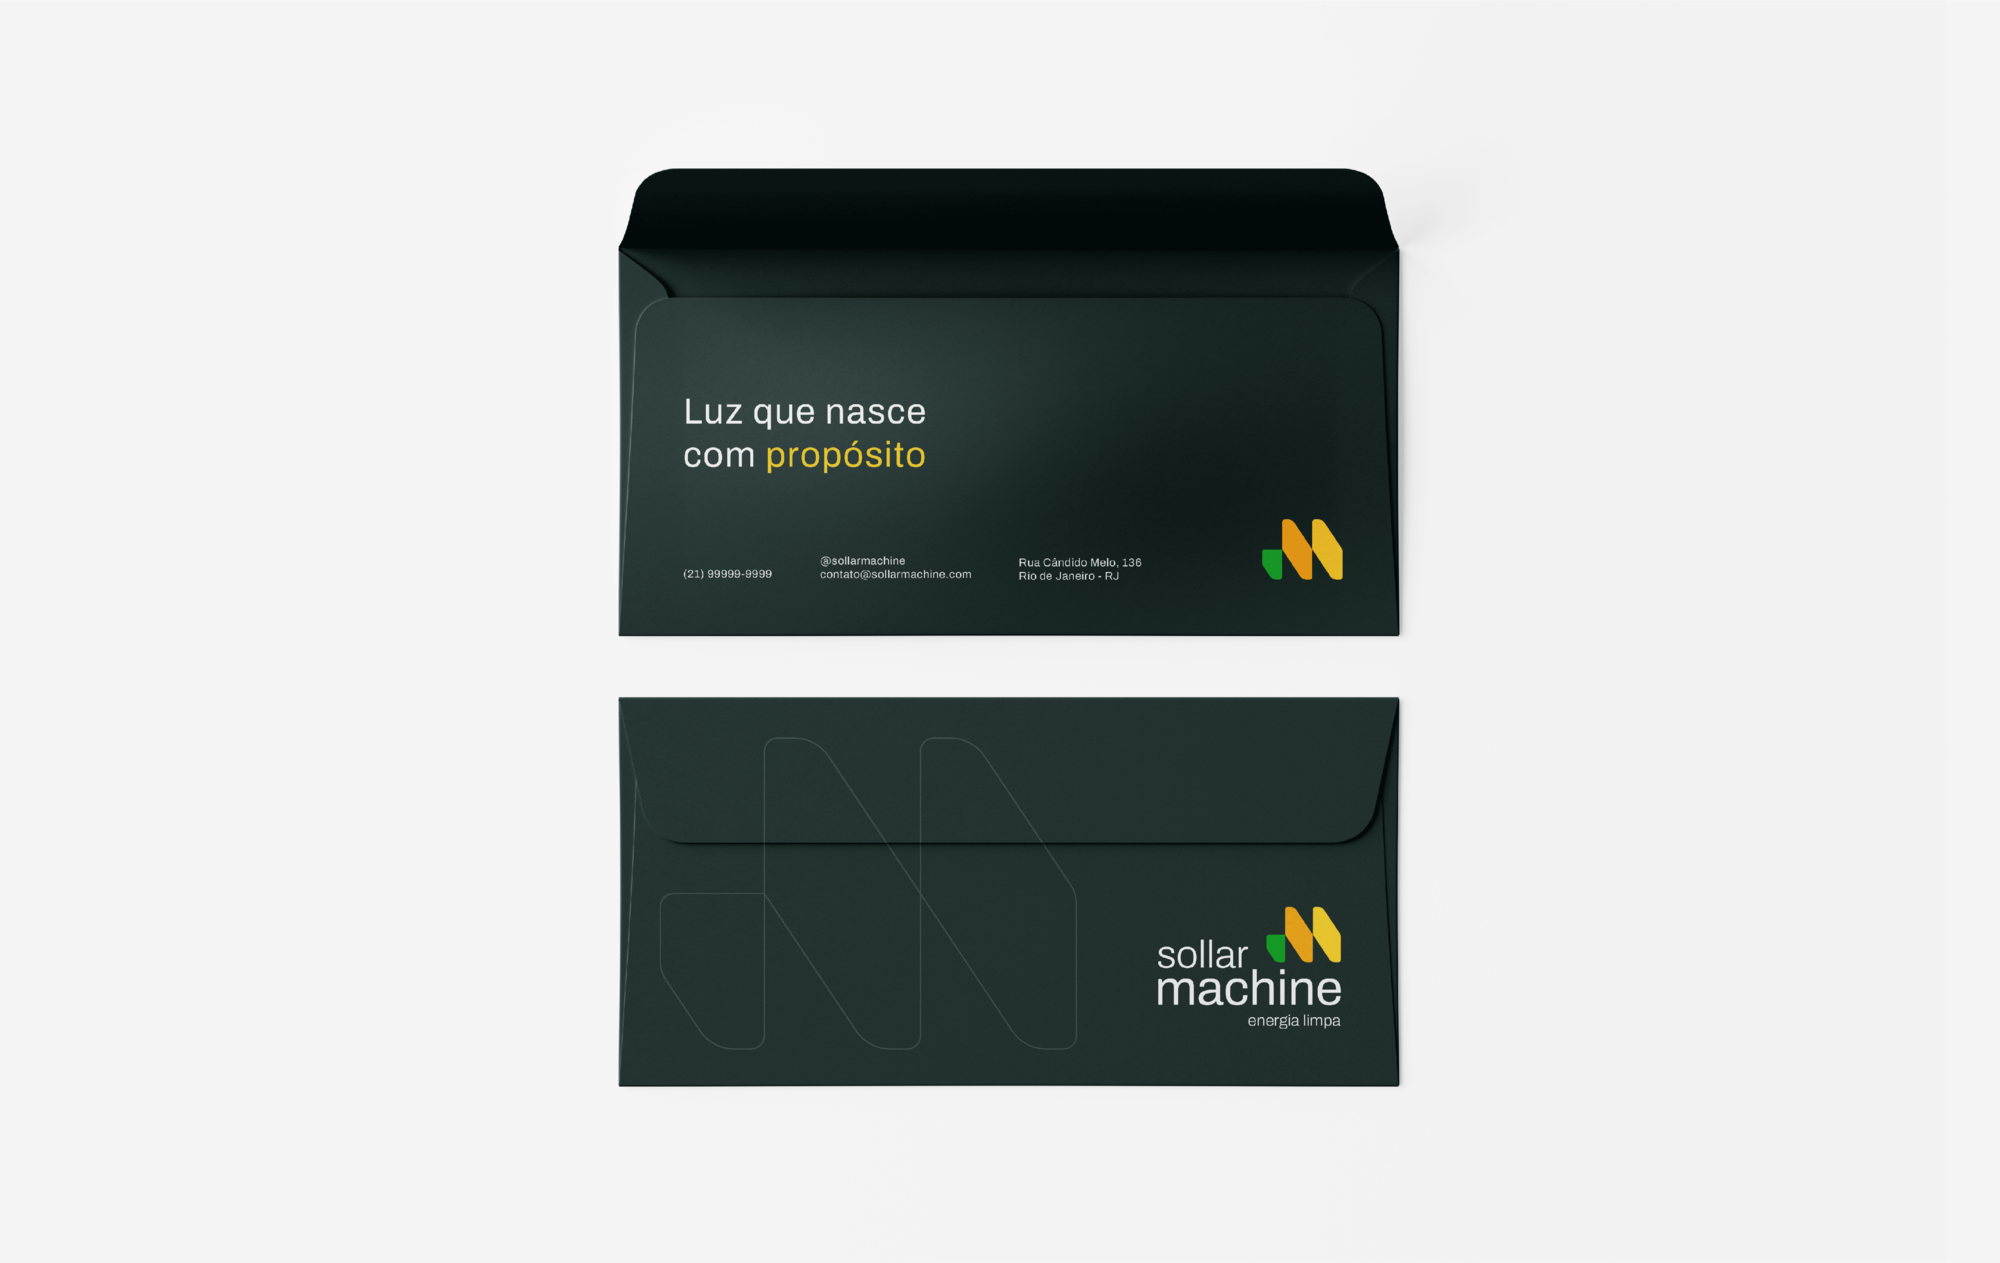 Luz que nasce
com propósito
(21) 99999-9999
@sollarmachine
contato@sollarmachine.com
Rua Cândido Melo, 136
Rio de Janeiro - RJ
sollar
machine
energia limpa